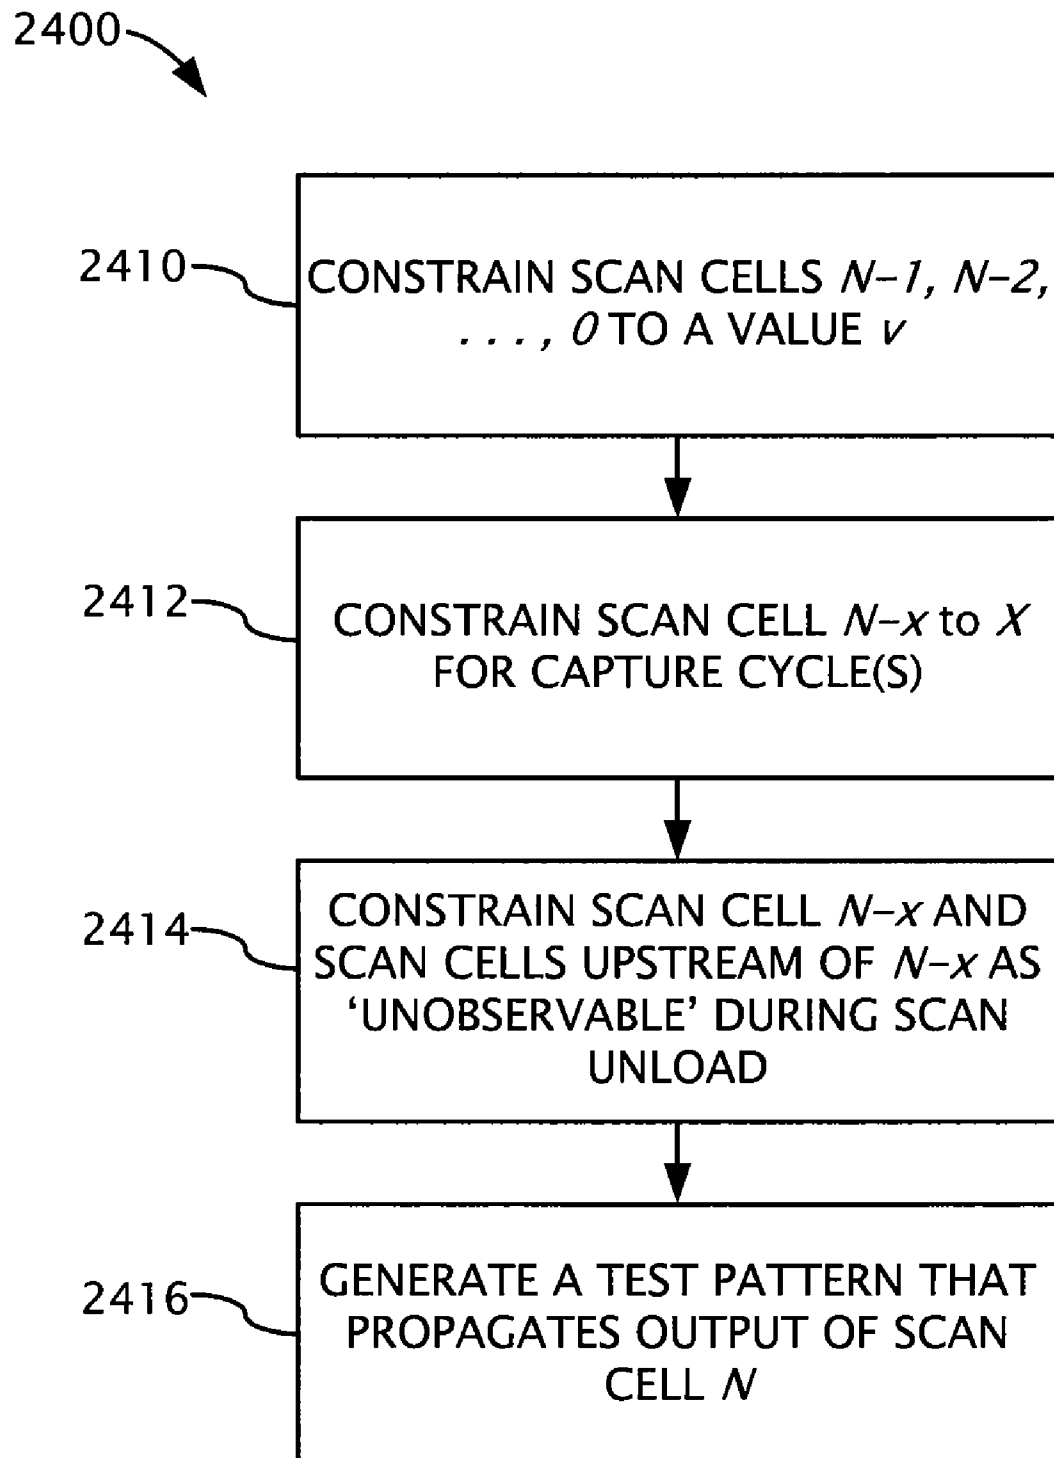 2400
2410
CONSTRAIN SCAN CELLS N-1, N-2,
. . . , 0 TO A VALUE v
2412
CONSTRAIN SCAN CELL N-x to X
FOR CAPTURE CYCLE(S)
2414
CONSTRAIN SCAN CELL N-x AND
SCAN CELLS UPSTREAM OF N-x AS
‘UNOBSERVABLE’ DURING SCAN
UNLOAD
2416
GENERATE A TEST PATTERN THAT
PROPAGATES OUTPUT OF SCAN
CELL N